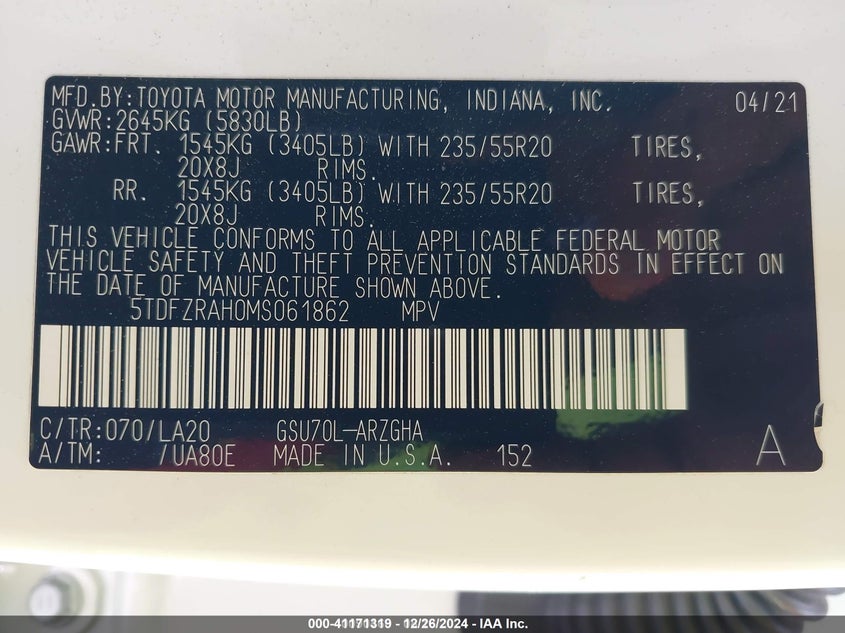 MFD.BY:TOYOTA MOTOR MANUFACTURING, INDIANA, INC. 04/21
GVWR:2645KG (5830LB)
GAWR:FRT. 1545KG (3405LB) WITH 235/55R20 TIRES,
20X8J RIMS.
RR. 1545KG (3405LB) WITH 235/55R20 TIRES,
20X8J RIMS.
THIS VEHICLE CONFORMS TO ALL APPLICABLE FEDERAL MOTOR
VEHICLE SAFETY AND THEFT PREVENTION STANDARDS IN EFFECT ON
THE DATE OF MANUFACTURE SHOWN ABOVE.
5TDFZRAH0MS061862 MPV
C/TR:070/LA20 GSU70L-ARZGHA
A/TM: /UA80E MADE IN U.S.A. 152 A
000-41171319 - 12/26/2024 - IAA Inc.